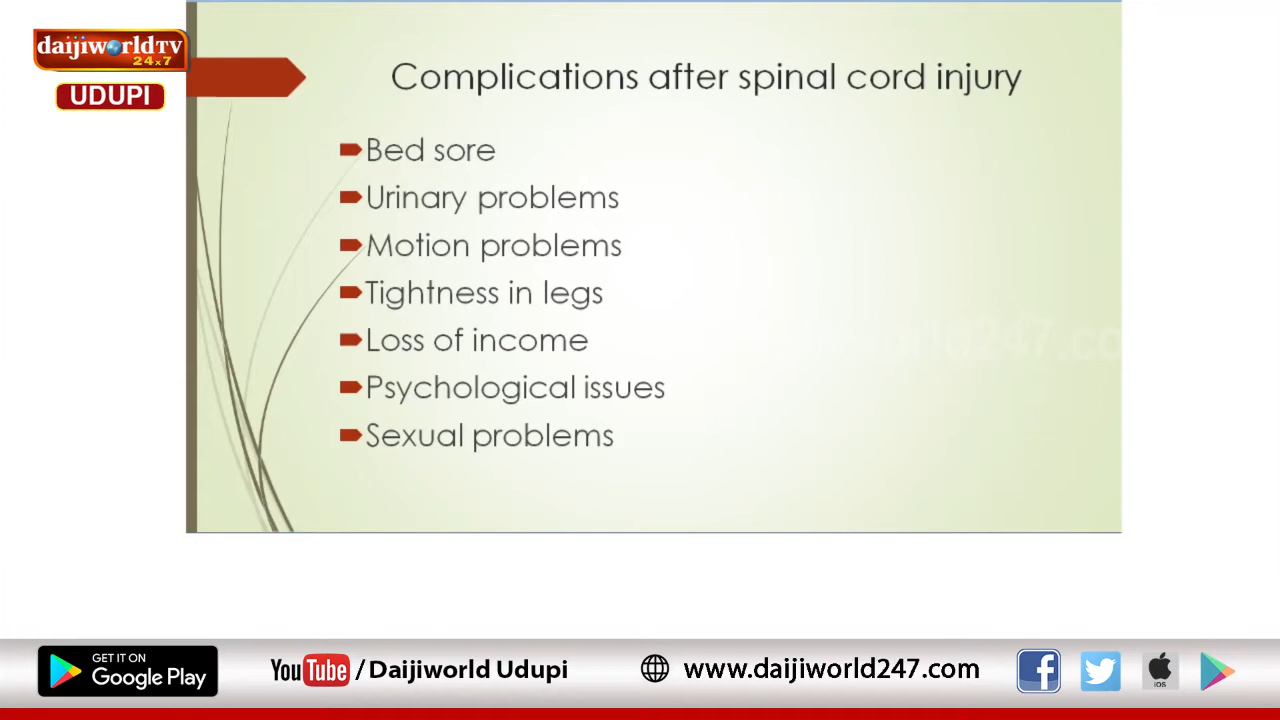 daijiworldTV
24x7
UDUPI
Complications after spinal cord injury
Bed sore
Urinary problems
Motion problems
Tightness in legs
Loss of income
Psychological issues
Sexual problems
GET IT ON
Google Play
YouTube / Daijiworld Udupi
www.daijiworld247.com
f
iOS